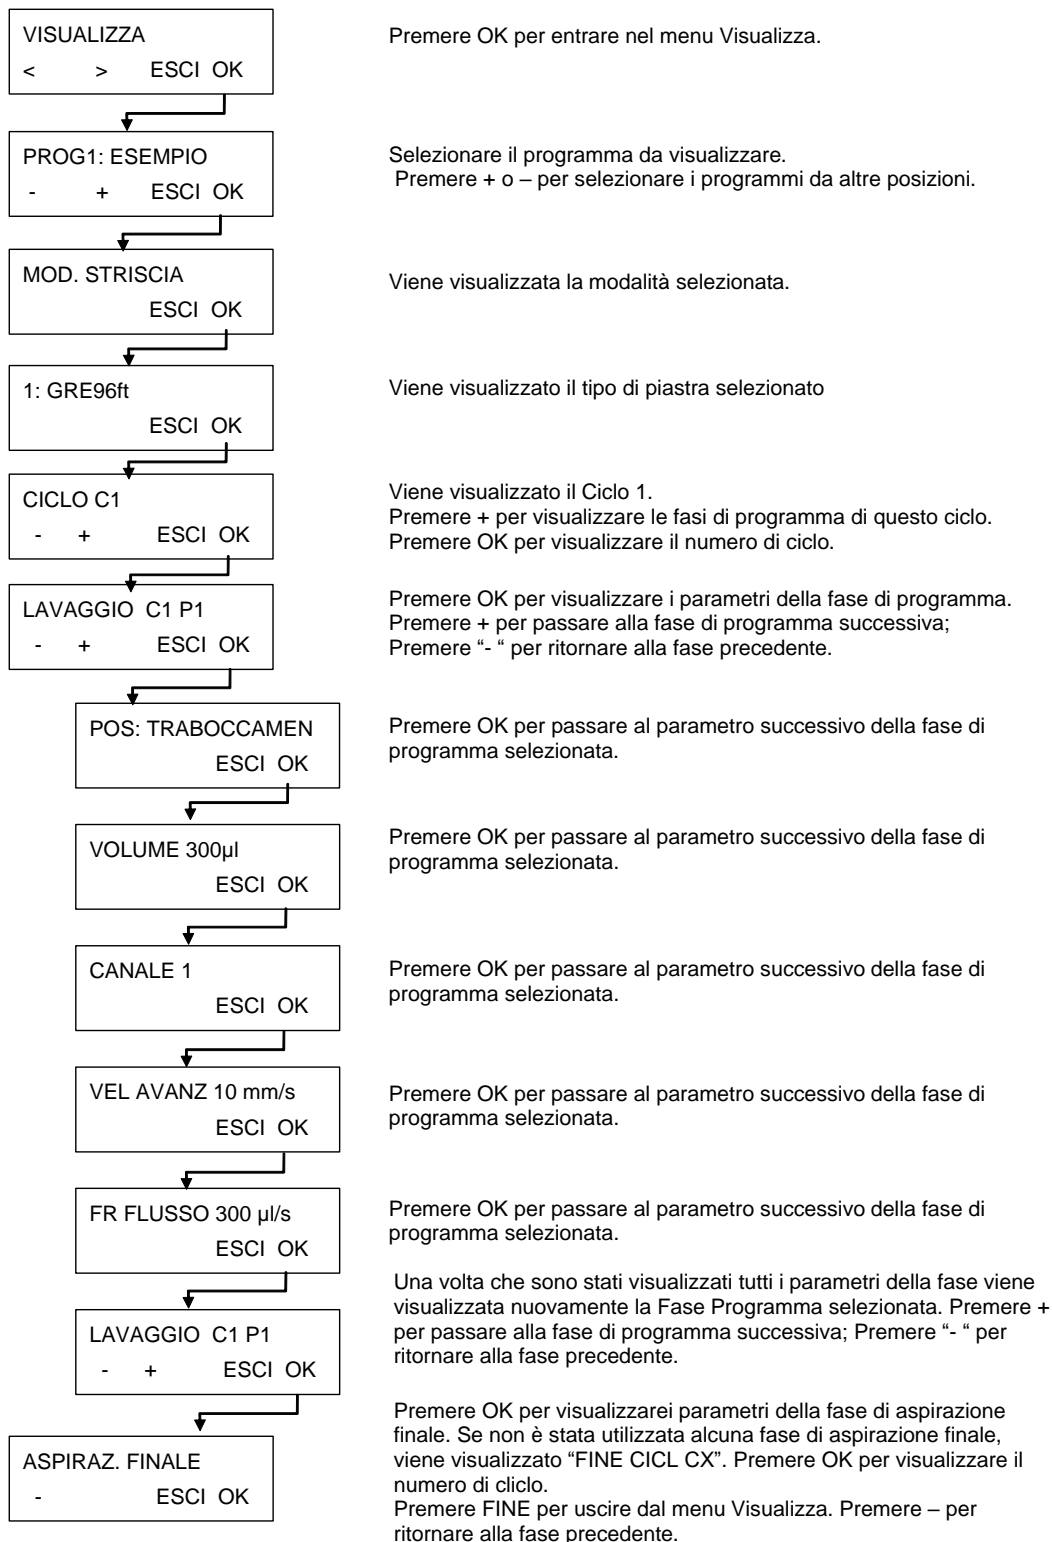 VISUALIZZA
< > ESCI OK
Premere OK per entrare nel menu Visualizza.
PROG1: ESEMPIO
- + ESCI OK
Selezionare il programma da visualizzare.
Premere + o – per selezionare i programmi da altre posizioni.
MOD. STRISCIA
ESCI OK
Viene visualizzata la modalità selezionata.
1: GRE96ft
ESCI OK
Viene visualizzato il tipo di piastra selezionato
CICLO C1
- + ESCI OK
Viene visualizzato il Ciclo 1.
Premere + per visualizzare le fasi di programma di questo ciclo.
Premere OK per visualizzare il numero di ciclo.
LAVAGGIO C1 P1
- + ESCI OK
Premere OK per visualizzare i parametri della fase di programma.
Premere + per passare alla fase di programma successiva;
Premere “- “ per ritornare alla fase precedente.
POS: TRABOCCAMEN
ESCI OK
Premere OK per passare al parametro successivo della fase di
programma selezionata.
VOLUME 300µl
ESCI OK
Premere OK per passare al parametro successivo della fase di
programma selezionata.
CANALE 1
ESCI OK
Premere OK per passare al parametro successivo della fase di
programma selezionata.
VEL AVANZ 10 mm/s
ESCI OK
Premere OK per passare al parametro successivo della fase di
programma selezionata.
FR FLUSSO 300 µl/s
ESCI OK
Premere OK per passare al parametro successivo della fase di
programma selezionata.
LAVAGGIO C1 P1
- + ESCI OK
Una volta che sono stati visualizzati tutti i parametri della fase viene
visualizzata nuovamente la Fase Programma selezionata. Premere +
per passare alla fase di programma successiva; Premere “- “ per
ritornare alla fase precedente.
ASPIRAZ. FINALE
- ESCI OK
Premere OK per visualizzarei parametri della fase di aspirazione
finale. Se non è stata utilizzata alcuna fase di aspirazione finale,
viene visualizzato “FINE CICL CX”. Premere OK per visualizzare il
numero di cliclo.
Premere FINE per uscire dal menu Visualizza. Premere – per
ritornare alla fase precedente.